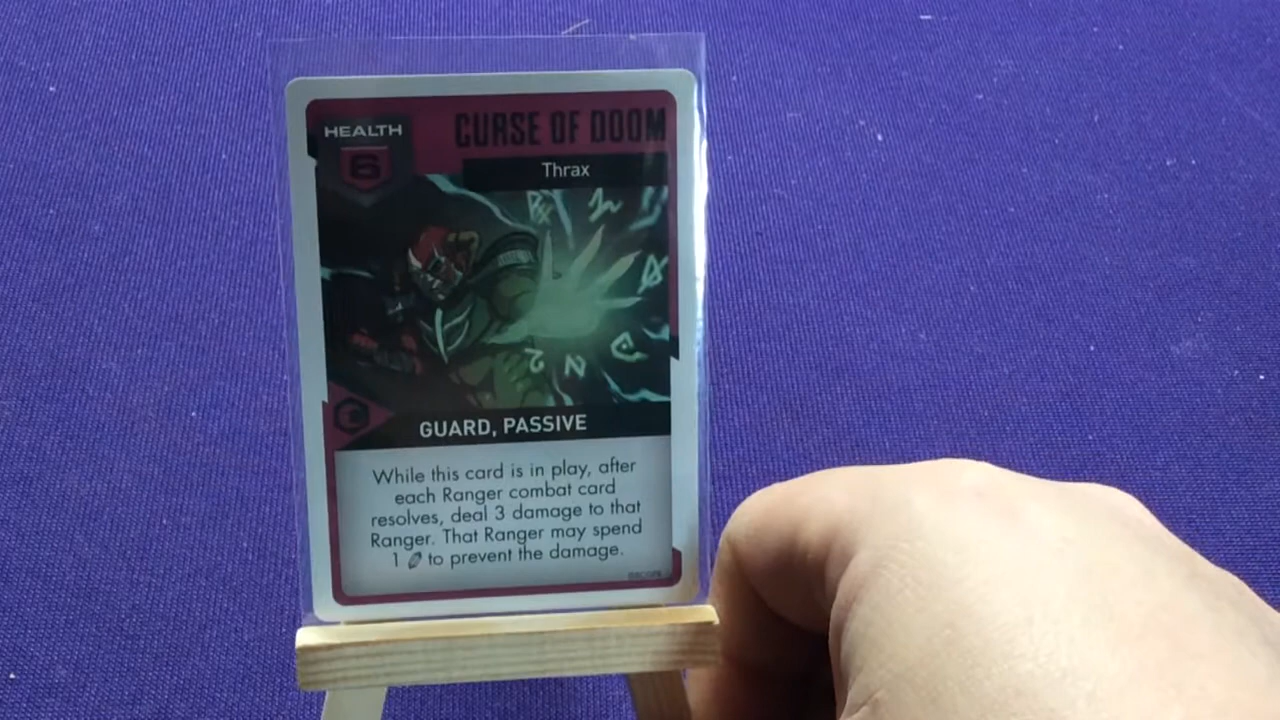 HEALTH
6
CURSE OF DOOM
Thrax
GUARD, PASSIVE
While this card is in play, after
each Ranger combat card
resolves, deal 3 damage to that
Ranger. That Ranger may spend
1 to prevent the damage.